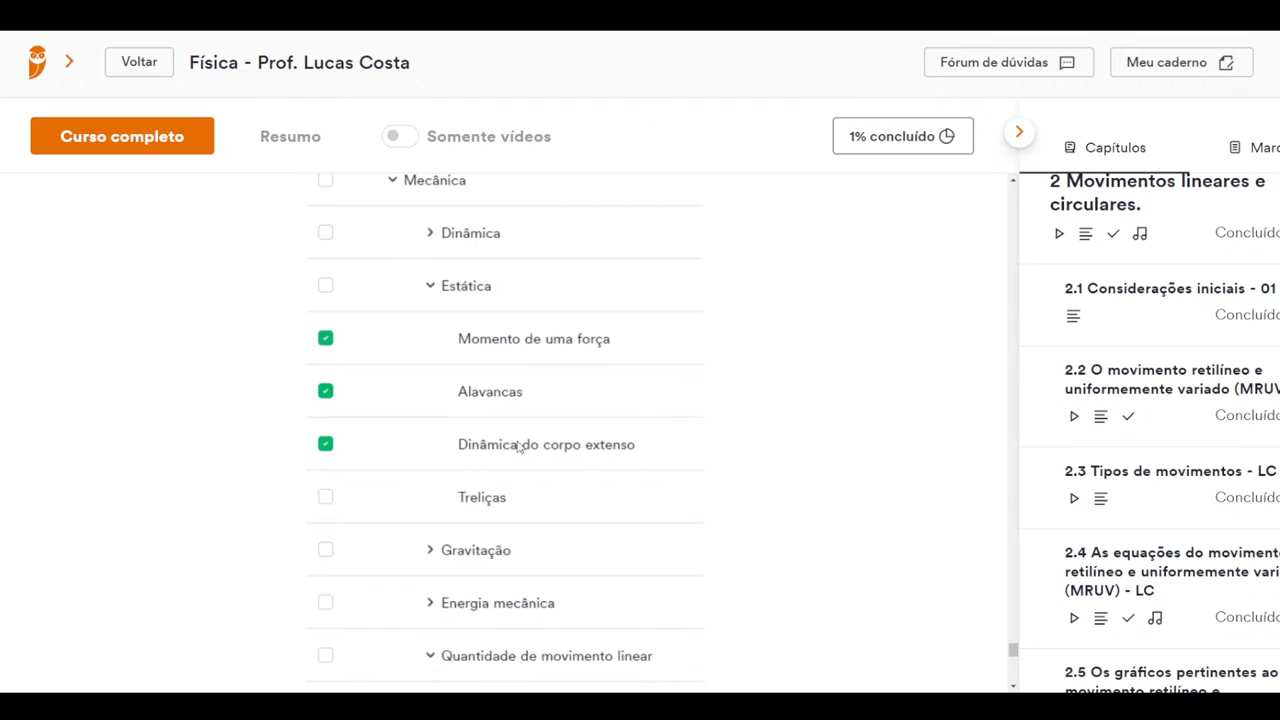 Voltar
Física - Prof. Lucas Costa
Fórum de dúvidas
Meu caderno
Curso completo
Resumo
Somente vídeos
1% concluído
Capítulos
Marc
Mecânica
Dinâmica
Estática
Momento de uma força
Alavancas
Dinâmica do corpo extenso
Treliças
Gravitação
Energia mecânica
Quantidade de movimento linear
2 Movimentos lineares e
circulares.
Concluído
2.1 Considerações iniciais - 01
Concluído
2.2 O movimento retilíneo e
uniformemente variado (MRUV
Concluído
2.3 Tipos de movimentos - LC
Concluído
2.4 As equações do movimento
retilíneo e uniformemente vari
(MRUV) - LC
Concluído
2.5 Os gráficos pertinentes ao
movimento retilíneo e